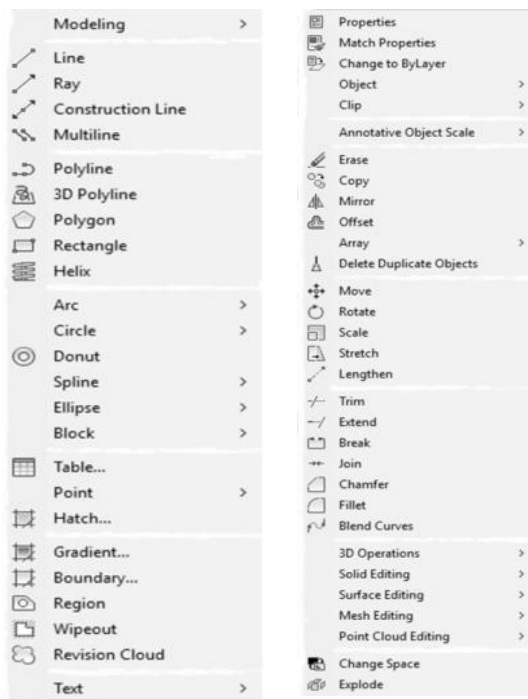 Modeling
Line
Ray
Construction Line
Multiline
Polyline
3D Polyline
Polygon
Rectangle
Helix
Arc
Circle
Donut
Spline
Ellipse
Block
Table...
Point
Hatch...
Gradient...
Boundary...
Region
Wipeout
Revision Cloud
Text
Properties
Match Properties
Change to ByLayer
Object
Clip
Annotative Object Scale
Erase
Copy
Mirror
Offset
Array
Delete Duplicate Objects
Move
Rotate
Scale
Stretch
Lengthen
Trim
Extend
Break
Join
Chamfer
Fillet
Blend Curves
3D Operations
Solid Editing
Surface Editing
Mesh Editing
Point Cloud Editing
Change Space
Explode